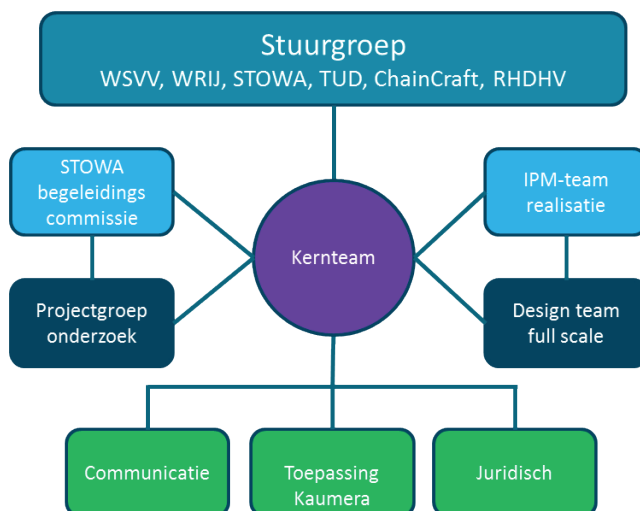 Stuurgroep
WSVV, WRIJ, STOWA, TUD, ChainCraft, RHDHV
STOWA
begeleidings
commissie
IPM-team
realisatie
Kernteam
Projectgroep
onderzoek
Design team
full scale
Communicatie
Toepassing
Kaumera
Juridisch